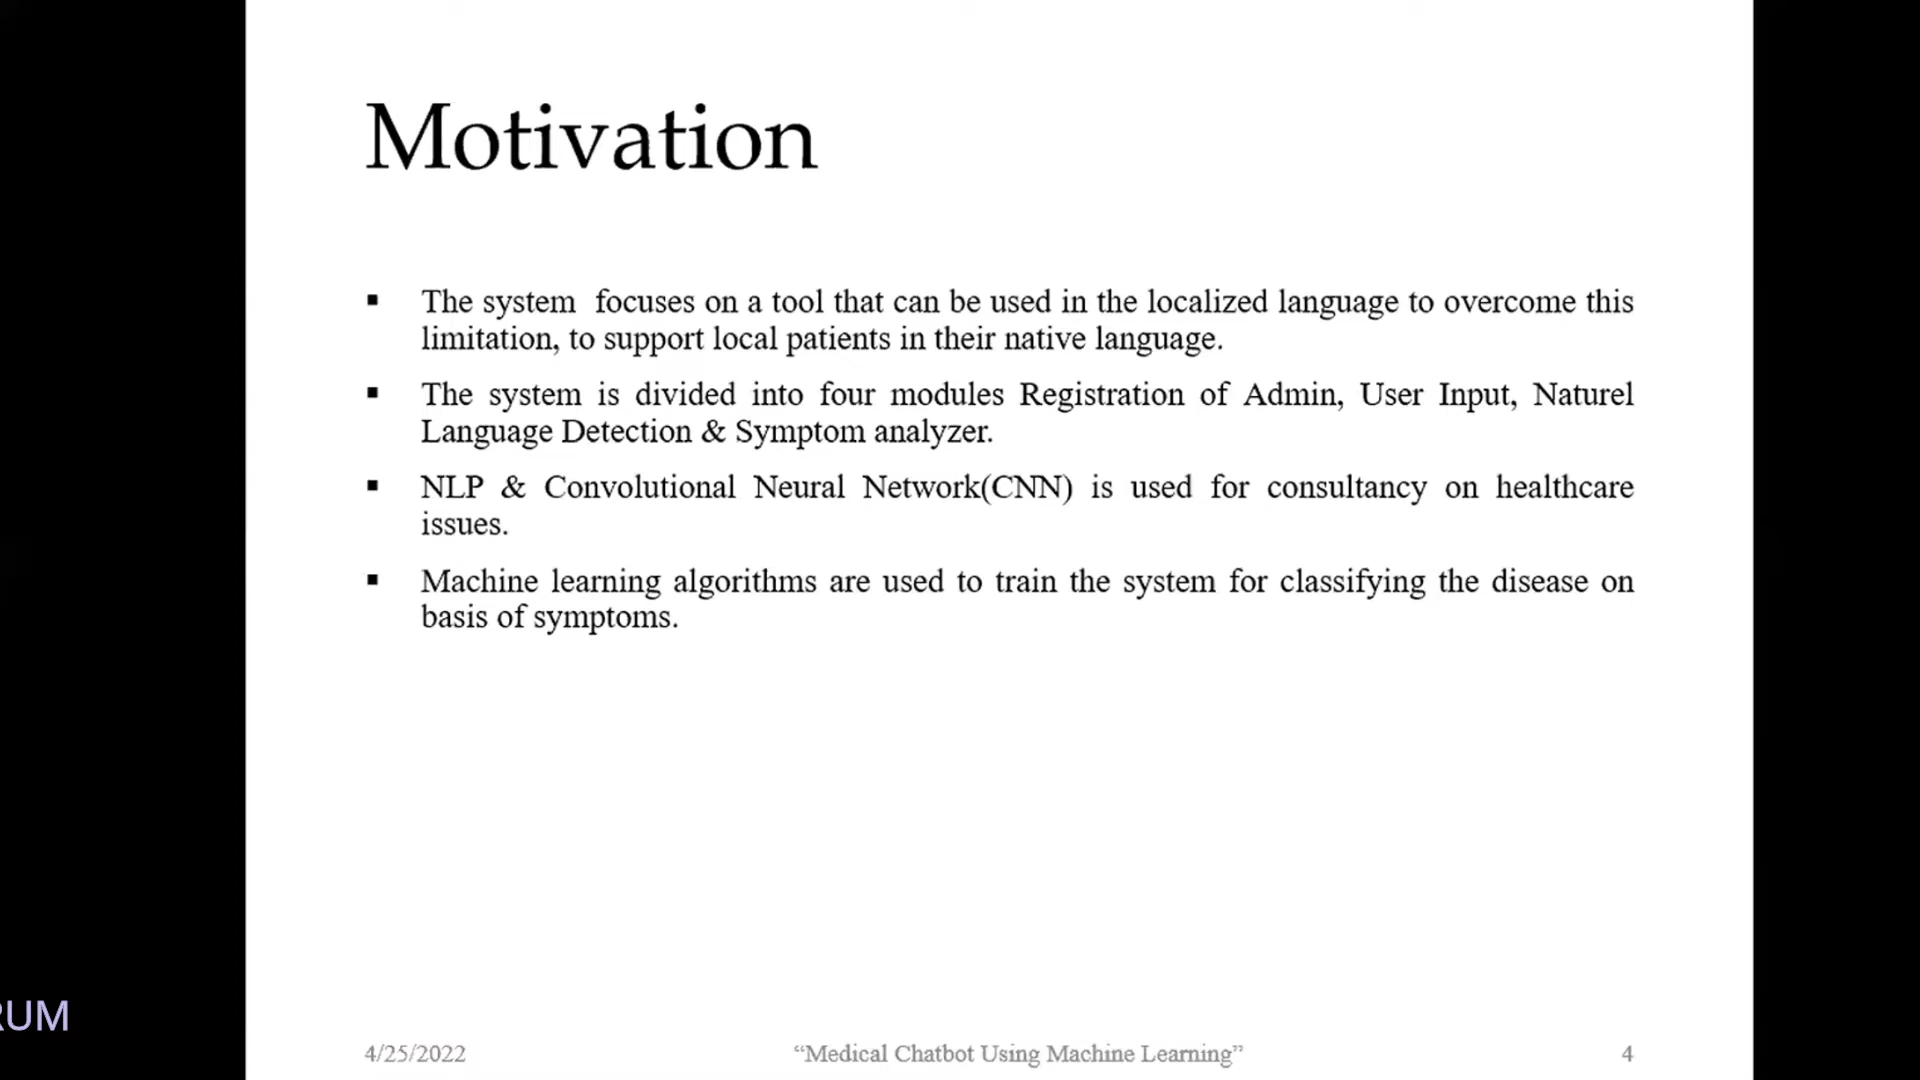 Motivation
▪ The system focuses on a tool that can be used in the localized language to overcome this
limitation, to support local patients in their native language.
▪ The system is divided into four modules Registration of Admin, User Input, Naturel
Language Detection & Symptom analyzer.
▪ NLP & Convolutional Neural Network(CNN) is used for consultancy on healthcare
issues.
▪ Machine learning algorithms are used to train the system for classifying the disease on
basis of symptoms.
RUM
4/25/2022
“Medical Chatbot Using Machine Learning”
4